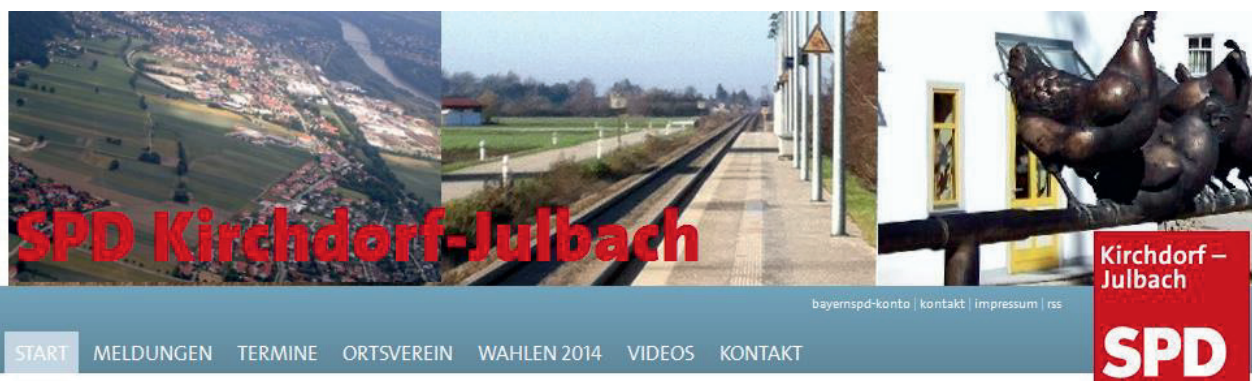 SPD Kirchdorf-Julbach
Kirchdorf –
Julbach
SPD
bayernspd-konto | kontakt | impressum | rss
START MELDUNGEN TERMINE ORTSVEREIN WAHLEN 2014 VIDEOS KONTAKT